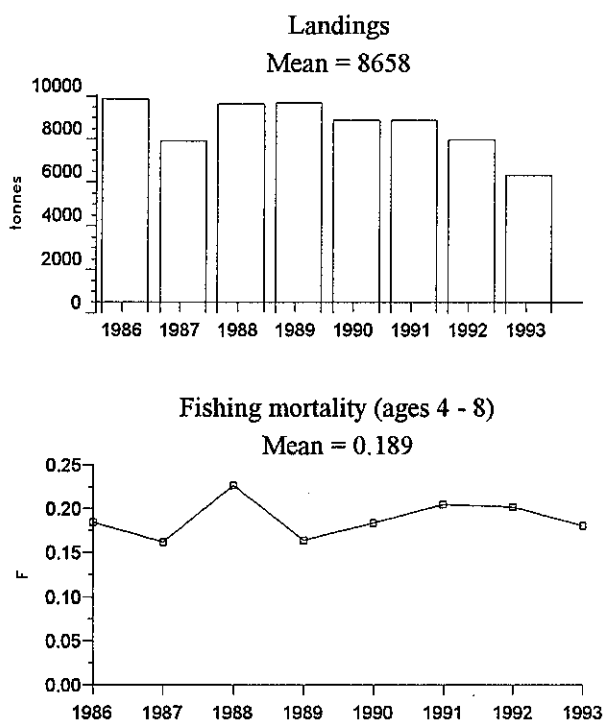 Landings
Mean = 8658
10000
8000
6000
4000
2000
0
tonnes
1986 1987 1988 1989 1990 1991 1992 1993
Fishing mortality (ages 4 - 8)
Mean = 0.189
0.25
0.20
0.15
0.10
0.05
0.00
F
1986 1987 1988 1989 1990 1991 1992 1993